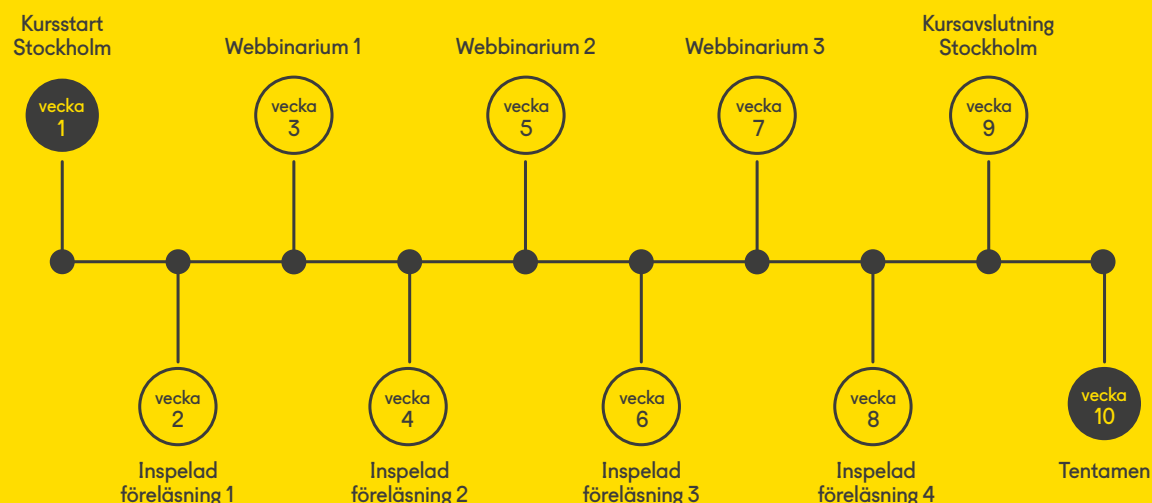 Kursstart
Stockholm
vecka
1
Inspelad
föreläsning 1
vecka
2
Webbinarium 1
vecka
3
Inspelad
föreläsning 2
vecka
4
Webbinarium 2
vecka
5
Inspelad
föreläsning 3
vecka
6
Webbinarium 3
vecka
7
Inspelad
föreläsning 4
vecka
8
Kursavslutning
Stockholm
vecka
9
Tentamen
vecka
10